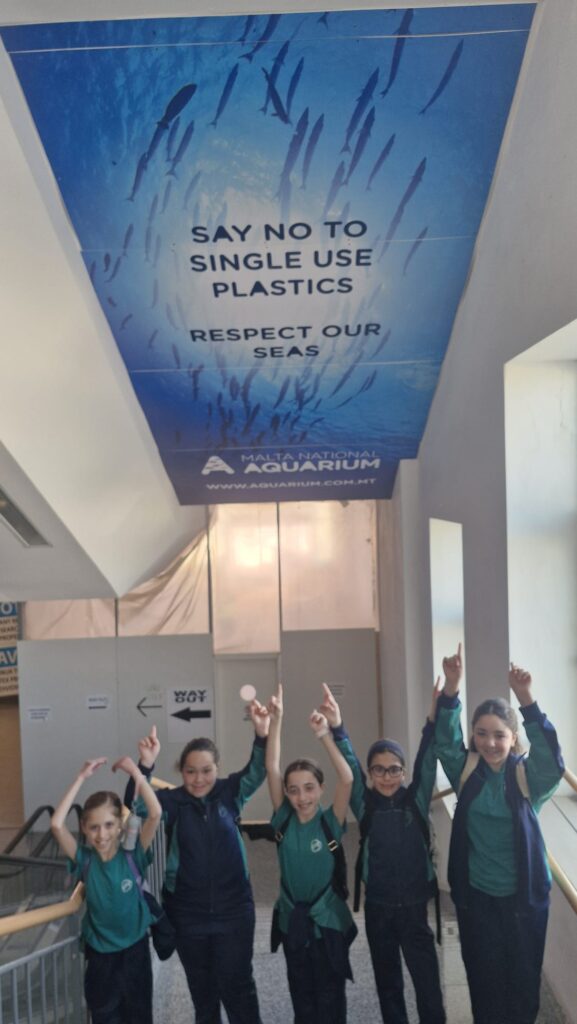 SAY NO TO
SINGLE USE
PLASTICS
RESPECT OUR
SEAS
MALTA NATIONAL
AQUARIUM
WWW.AQUARIUM.COM.MT
WAY
OUT